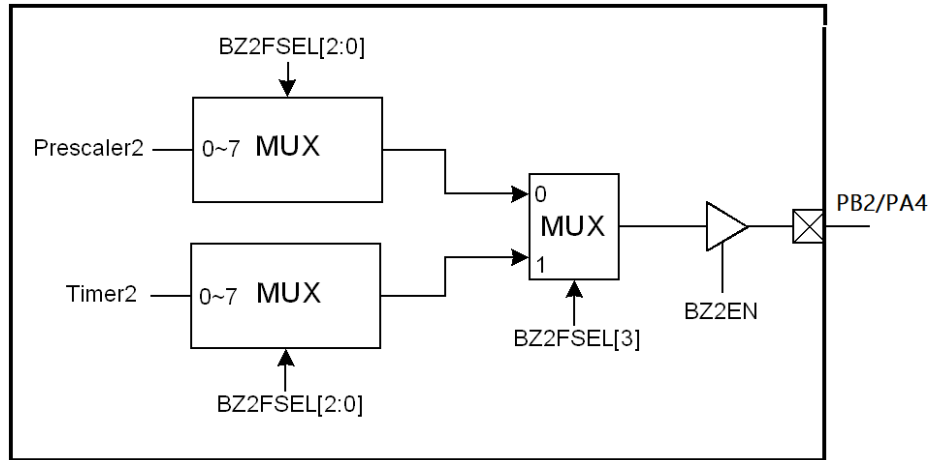 BZ2FSEL[2:0]
Prescaler2
0~7 MUX
0
MUX
1
PB2/PA4
Timer2
0~7 MUX
BZ2EN
BZ2FSEL[3]
BZ2FSEL[2:0]